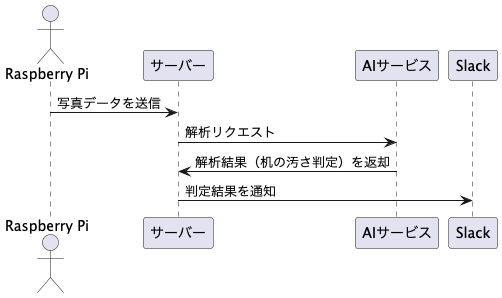 Raspberry Pi
サーバー
AIサービス
Slack
写真データを送信
解析リクエスト
解析結果（机の汚さ判定）を返却
判定結果を通知
Raspberry Pi
サーバー
AIサービス
Slack